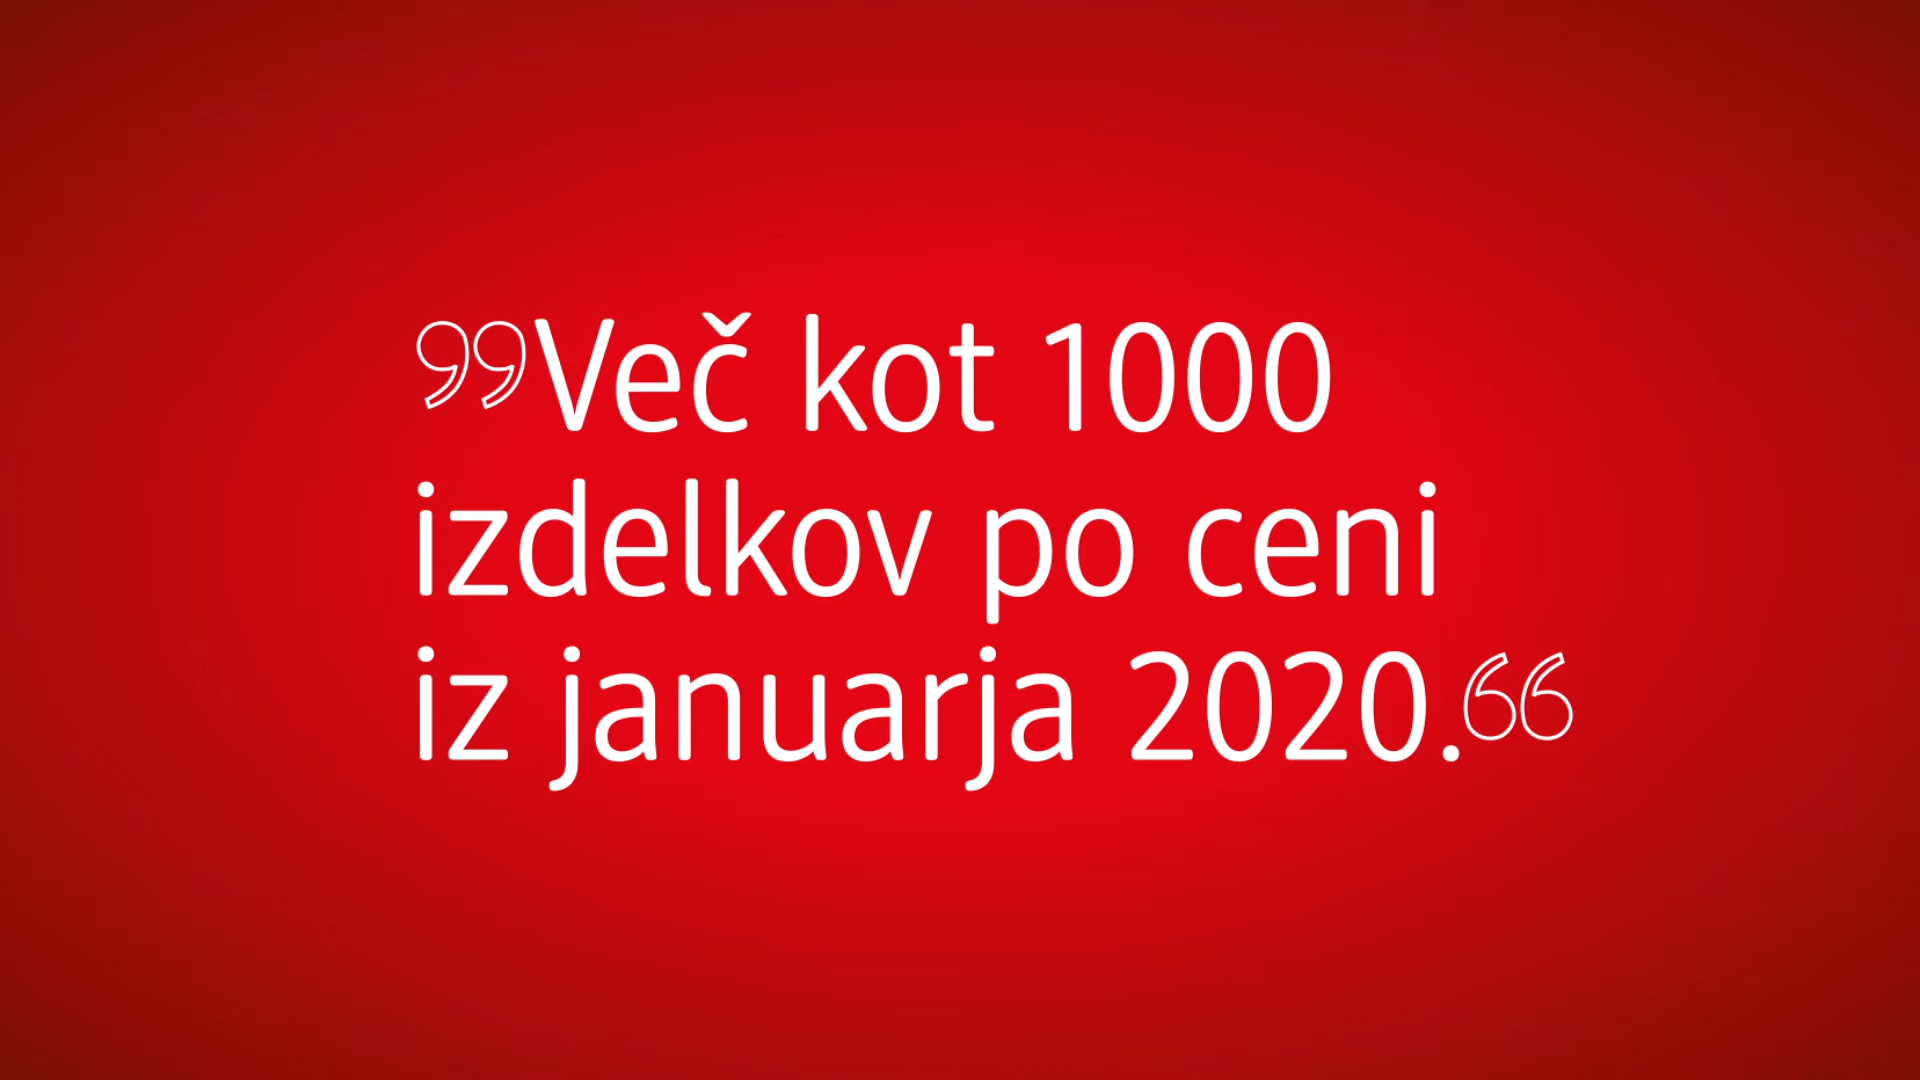 ”Več kot 1000
izdelkov po ceni
iz januarja 2020.“